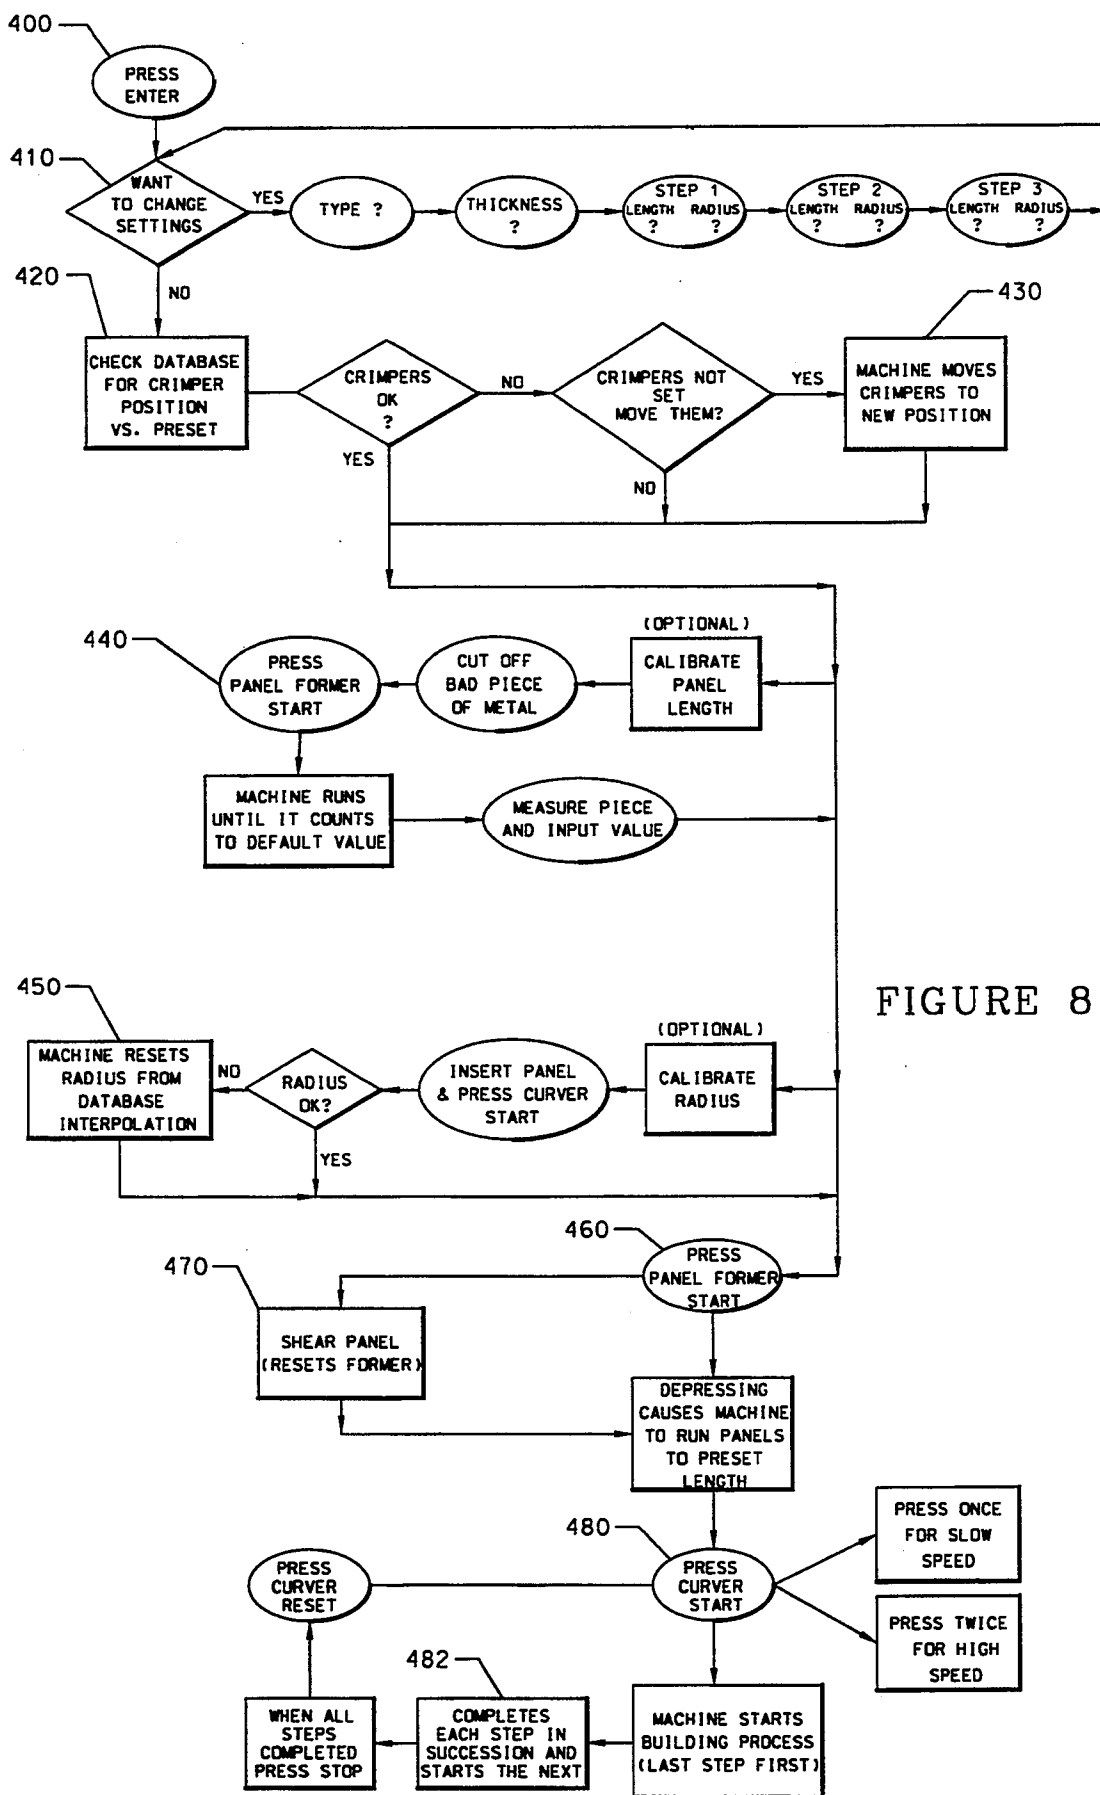 400
PRESS
ENTER
410
WANT
TO CHANGE
SETTINGS
YES
TYPE ?
THICKNESS
?
STEP 1
LENGTH RADIUS
? ?
STEP 2
LENGTH RADIUS
? ?
STEP 3
LENGTH RADIUS
? ?
NO
420
CHECK DATABASE
FOR CRIMPER
POSITION
VS. PRESET
CRIMPERS
OK
?
NO
YES
CRIMPERS NOT
SET
MOVE THEM?
YES
NO
430
MACHINE MOVES
CRIMPERS TO
NEW POSITION
(OPTIONAL)
CALIBRATE
PANEL
LENGTH
CUT OFF
BAD PIECE
OF METAL
440
PRESS
PANEL FORMER
START
MACHINE RUNS
UNTIL IT COUNTS
TO DEFAULT VALUE
MEASURE PIECE
AND INPUT VALUE
FIGURE 8
(OPTIONAL)
CALIBRATE
RADIUS
INSERT PANEL
& PRESS CURVER
START
RADIUS
OK?
NO
YES
450
MACHINE RESETS
RADIUS FROM
DATABASE
INTERPOLATION
460
PRESS
PANEL FORMER
START
470
SHEAR PANEL
(RESETS FORMER)
DEPRESSING
CAUSES MACHINE
TO RUN PANELS
TO PRESET
LENGTH
480
PRESS
CURVER
START
PRESS ONCE
FOR SLOW
SPEED
PRESS TWICE
FOR HIGH
SPEED
PRESS
CURVER
RESET
MACHINE STARTS
BUILDING PROCESS
(LAST STEP FIRST)
482
COMPLETES
EACH STEP IN
SUCCESSION AND
STARTS THE NEXT
WHEN ALL
STEPS
COMPLETED
PRESS STOP